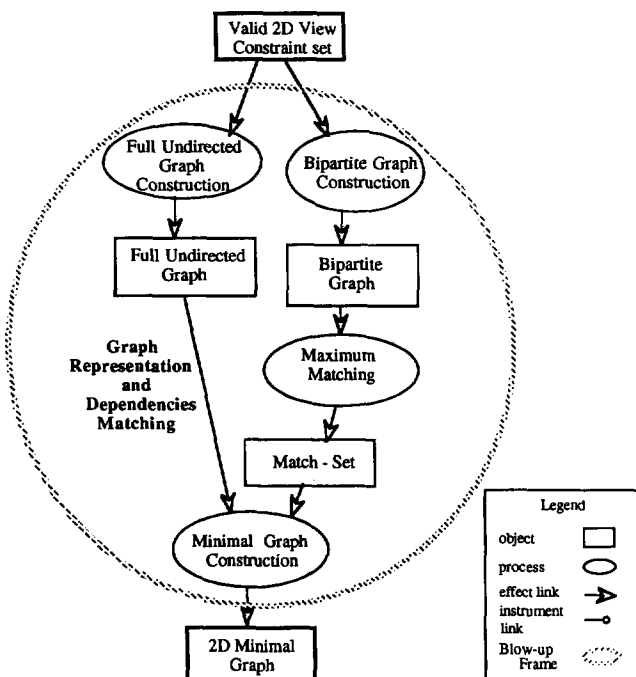 Valid 2D View
Constraint set
Full Undirected
Graph
Construction
Bipartite Graph
Construction
Full Undirected
Graph
Bipartite
Graph
Graph
Representation
and
Dependencies
Matching
Maximum
Matching
Match - Set
Minimal Graph
Construction
2D Minimal
Graph
Legend
object
process
effect link
instrument
link
Blow-up
Frame